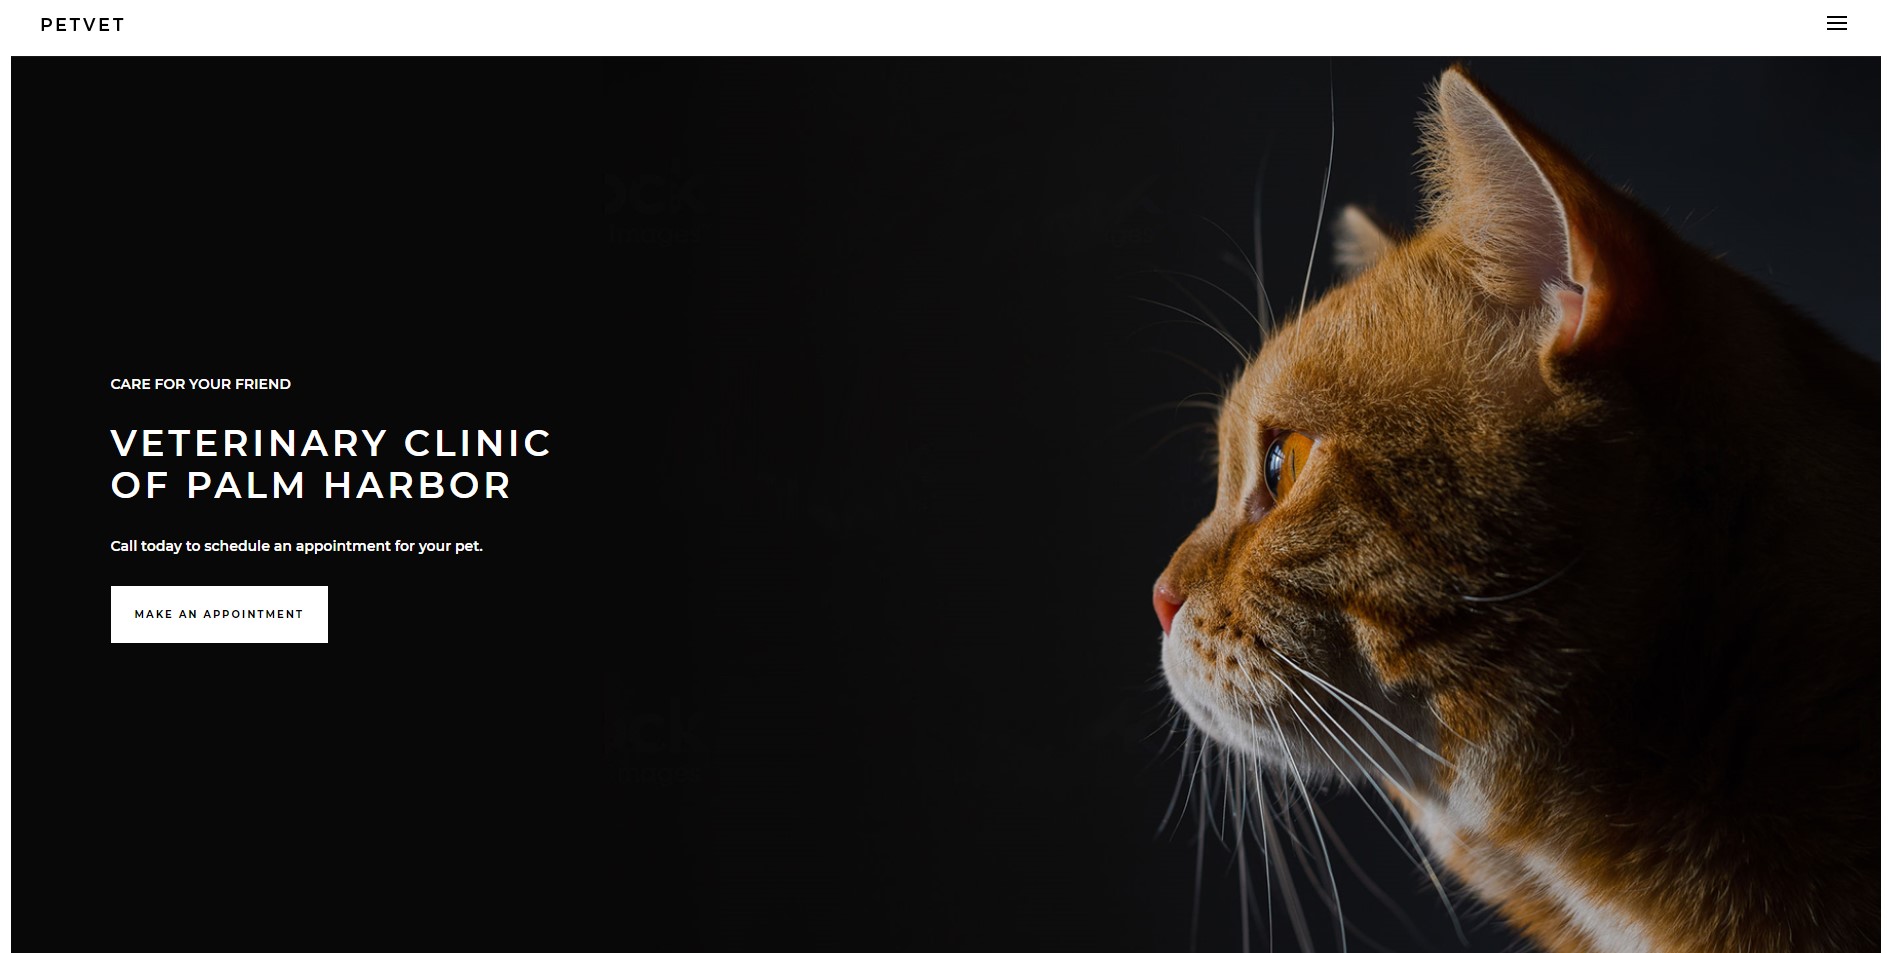 PETVET
CARE FOR YOUR FRIEND
VETERINARY CLINIC
OF PALM HARBOR
Call today to schedule an appointment for your pet.
MAKE AN APPOINTMENT